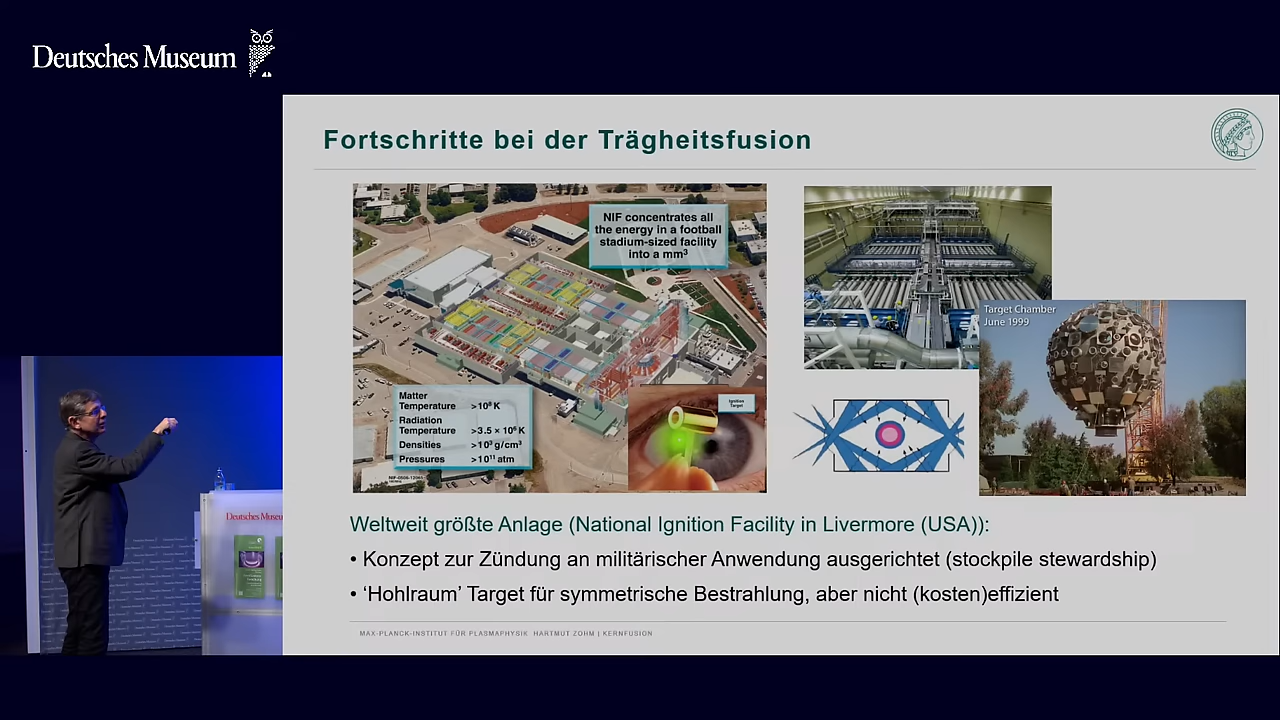 Deutsches Museum
Fortschritte bei der Trägheitsfusion
NIF concentrates all
the energy in a football
stadium-sized facility
into a mm³
Matter
Temperature >10⁸ K
Radiation
Temperature >3.5 × 10⁶ K
Densities >10³ g/cm³
Pressures >10¹¹ atm
Ignition
Target
Target Chamber
June 1999
Weltweit größte Anlage (National Ignition Facility in Livermore (USA)):
• Konzept zur Zündung an militärischer Anwendung ausgerichtet (stockpile stewardship)
• ‘Hohlraum’ Target für symmetrische Bestrahlung, aber nicht (kosten)effizient
MAX-PLANCK-INSTITUT FÜR PLASMAPHYSIK HARTMUT ZOHM | KERNFUSION
Deutsches Museu